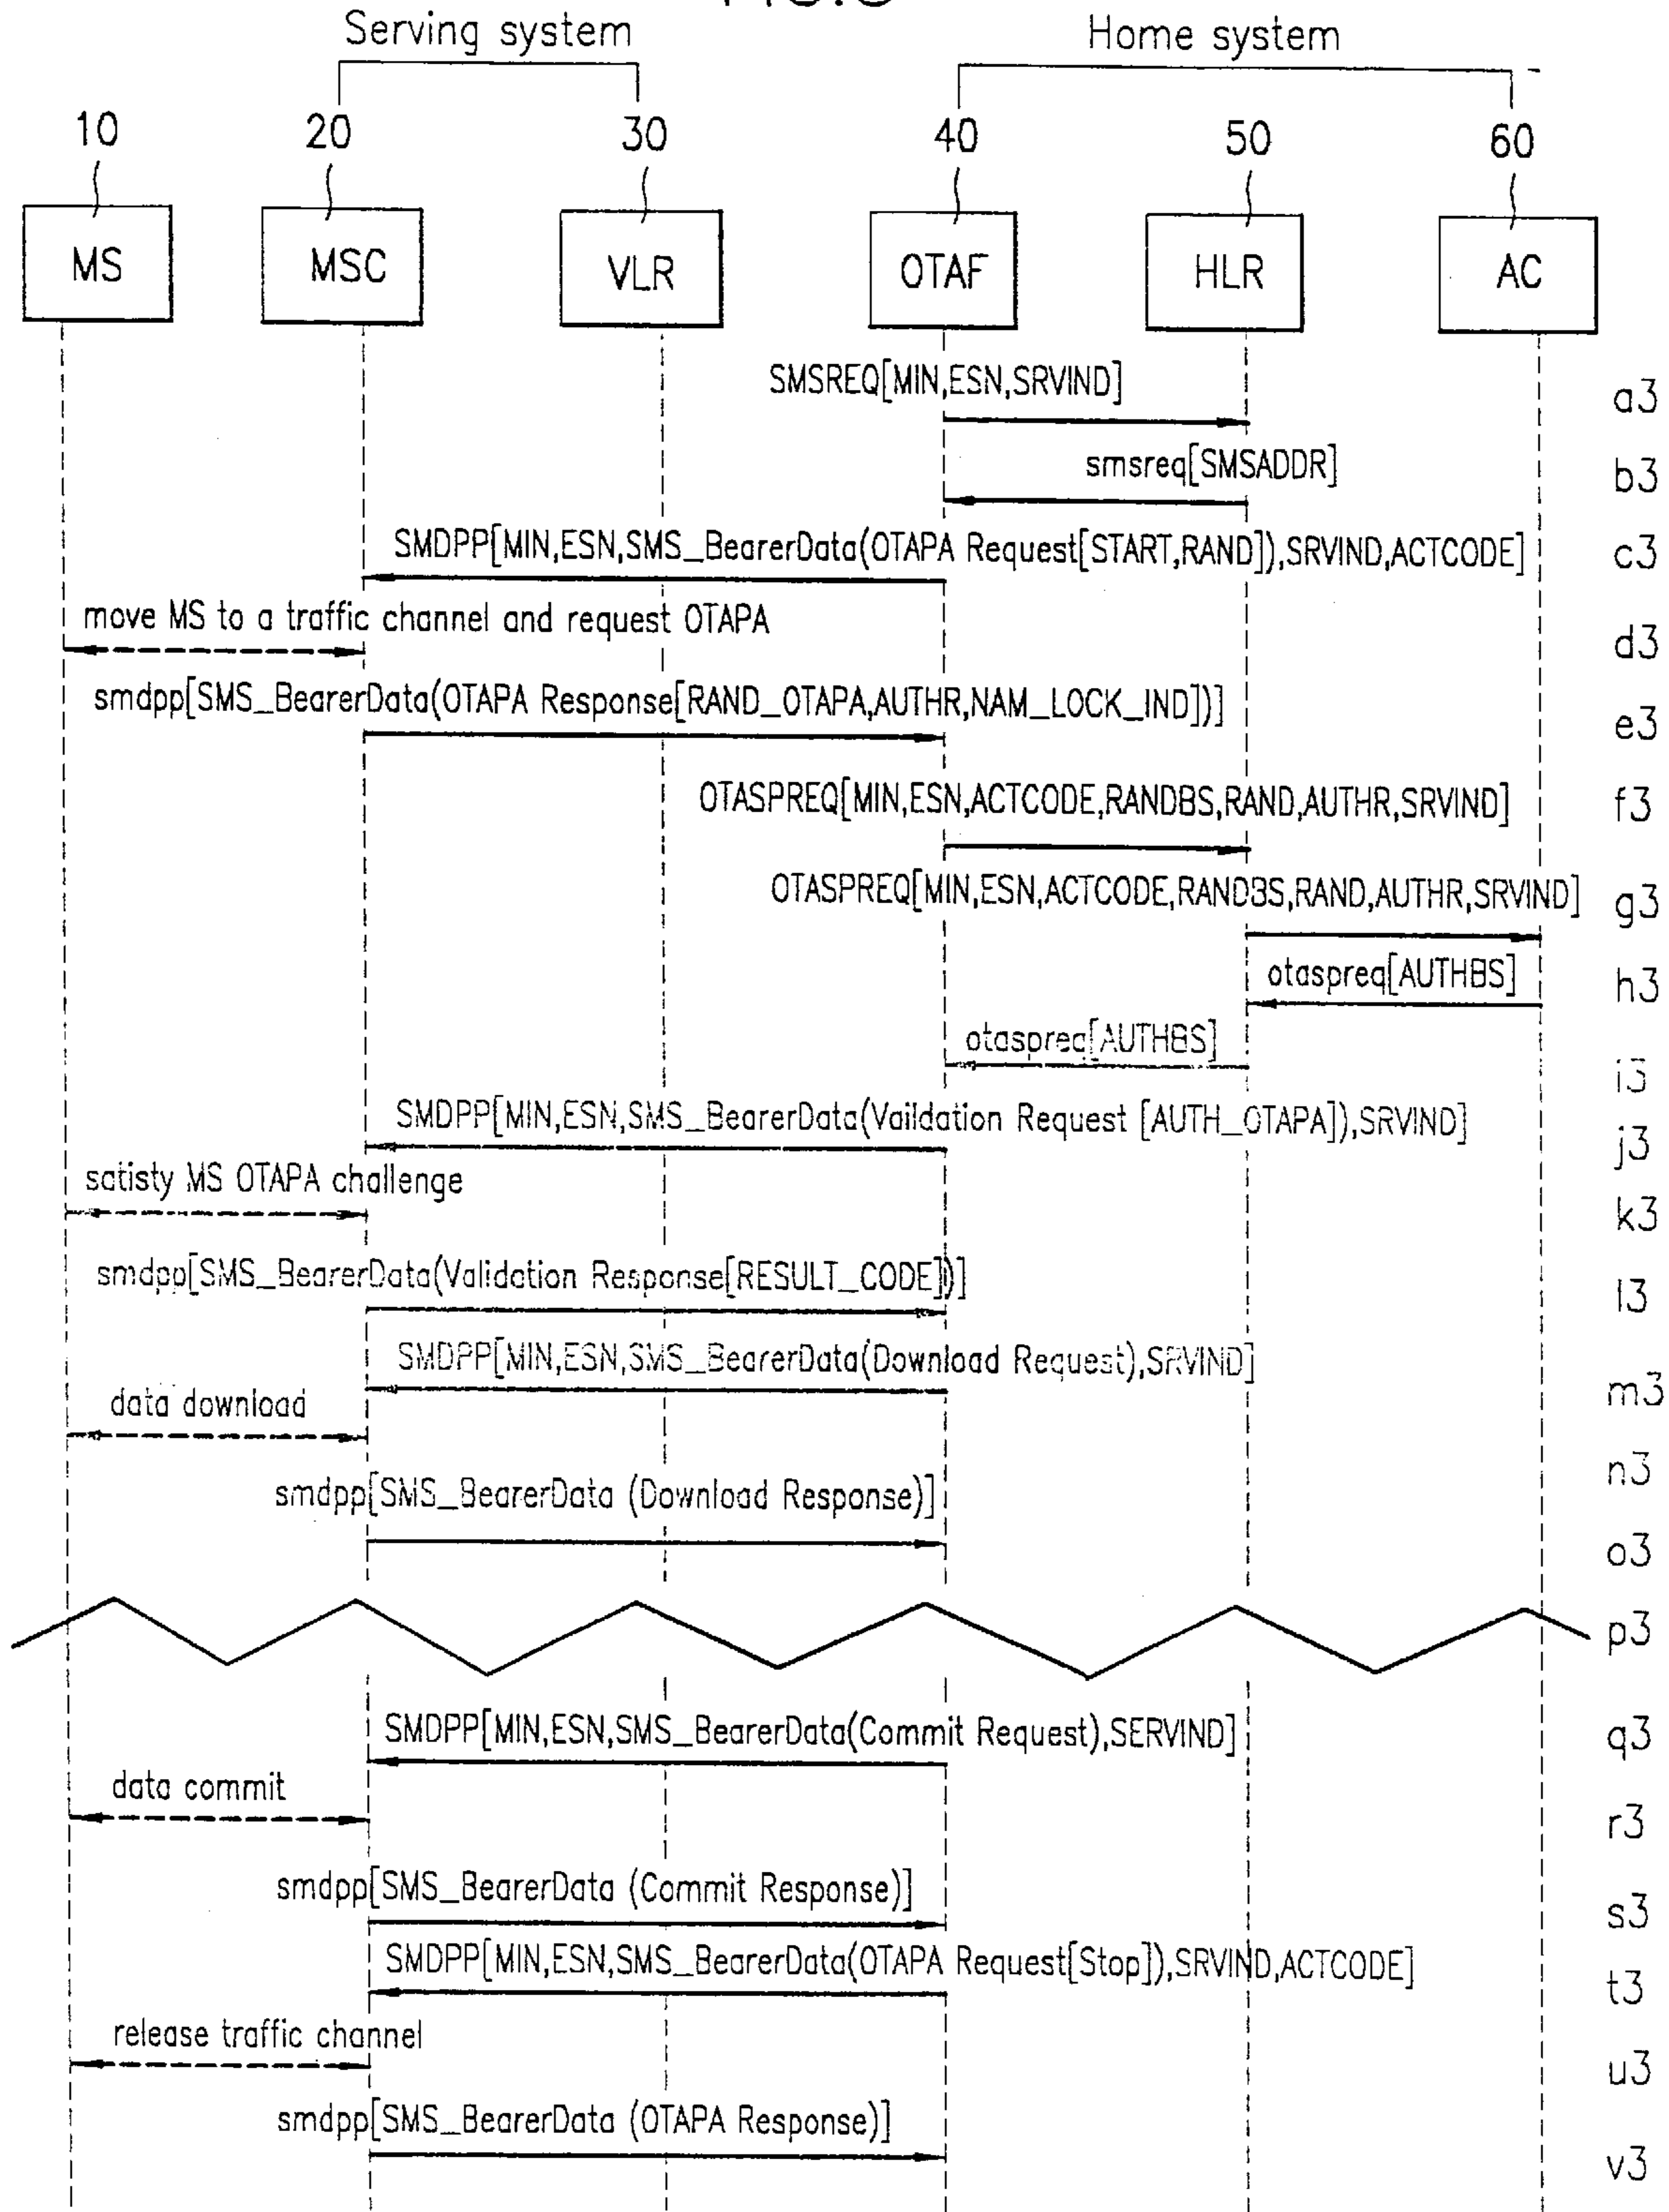 Serving system
Home system
10
20
30
40
50
60
MS
MSC
VLR
OTAF
HLR
AC
SMSREQ[MIN,ESN,SRVIND]
a3
smsreq[SMSADDR]
b3
SMDPP[MIN,ESN,SMS_BearerData(OTAPA Request[START,RAND]),SRVIND,ACTCODE]
c3
move MS to a traffic channel and request OTAPA
d3
smdpp[SMS_BearerData(OTAPA Response[RAND_OTAPA,AUTHR,NAM_LOCK_IND])]
e3
OTASPREQ[MIN,ESN,ACTCODE,RANDBS,RAND,AUTHR,SRVIND]
f3
OTASPREQ[MIN,ESN,ACTCODE,RANDBS,RAND,AUTHR,SRVIND]
g3
otaspreq[AUTHBS]
h3
otaspreq[AUTHBS]
i3
SMDPP[MIN,ESN,SMS_BearerData(Vaildation Request [AUTH_OTAPA]),SRVIND]
j3
satisty MS OTAPA challenge
k3
smdpp[SMS_BearerData(Validation Response[RESULT_CODE])]
l3
SMDPP[MIN,ESN,SMS_BearerData(Download Request),SRVIND]
m3
data download
n3
smdpp[SMS_BearerData (Download Response)]
o3
p3
SMDPP[MIN,ESN,SMS_BearerData(Commit Request),SERVIND]
q3
data commit
r3
smdpp[SMS_BearerData (Commit Response)]
s3
SMDPP[MIN,ESN,SMS_BearerData(OTAPA Request[Stop]),SRVIND,ACTCODE]
t3
release traffic channel
u3
smdpp[SMS_BearerData (OTAPA Response)]
v3